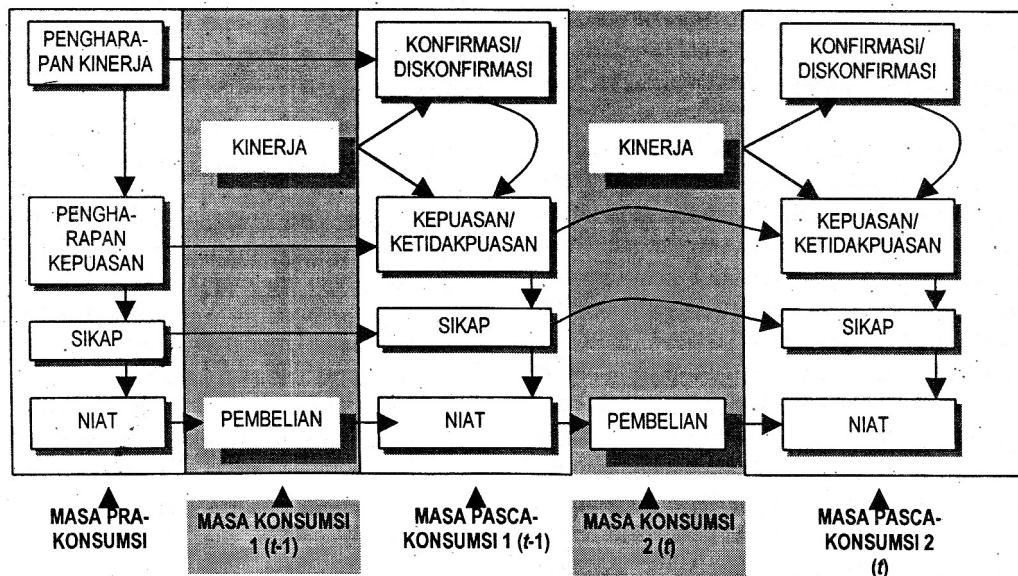 PENGHARA-
PAN KINERJA
PENGHA-
RAPAN
KEPUASAN
SIKAP
NIAT
KINERJA
PEMBELIAN
KONFIRMASI/
DISKONFIRMASI
KEPUASAN/
KETIDAKPUASAN
SIKAP
NIAT
KINERJA
PEMBELIAN
KONFIRMASI/
DISKONFIRMASI
KEPUASAN/
KETIDAKPUASAN
SIKAP
NIAT
MASA PRA-
KONSUMSI
MASA KONSUMSI
1 (t-1)
MASA PASCA-
KONSUMSI 1 (t-1)
MASA KONSUMSI
2 (t)
MASA PASCA-
KONSUMSI 2
(t)